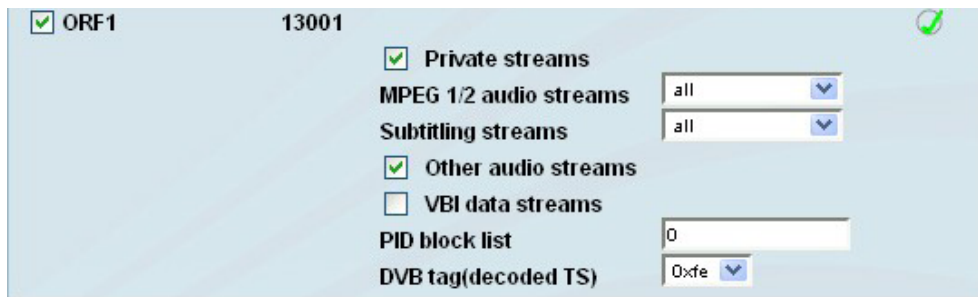 ORF1 13001
Private streams
MPEG 1/2 audio streams all
Subtitling streams all
Other audio streams
VBI data streams
PID block list 0
DVB tag(decoded TS) 0xfe